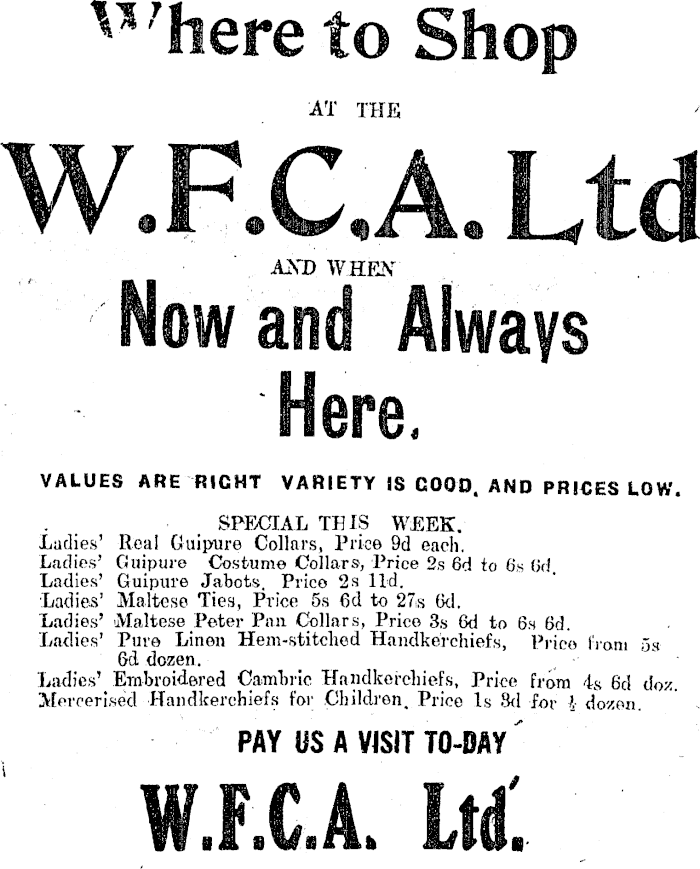 Where to Shop
AT THE
W.F.C.A. Ltd
AND WHEN
Now and Always
Here.
VALUES ARE RIGHT VARIETY IS GOOD, AND PRICES LOW.
SPECIAL THIS WEEK.
Ladies' Real Guipure Collars, Price 9d each.
Ladies' Guipure Costume Collars, Price 2s 6d to 6s 6d.
Ladies' Guipure Jabots, Price 2s 11d.
Ladies' Maltese Ties, Price 5s 6d to 27s 6d.
Ladies' Maltese Peter Pan Collars, Price 3s 6d to 6s 6d.
Ladies' Pure Linen Hem-stitched Handkerchiefs, Price from 5s
6d dozen.
Ladies' Embroidered Cambric Handkerchiefs, Price from 4s 6d doz.
Mercerised Handkerchiefs for Children, Price 1s 3d for ½ dozen.
PAY US A VISIT TO-DAY
W.F.C.A. Ltd.